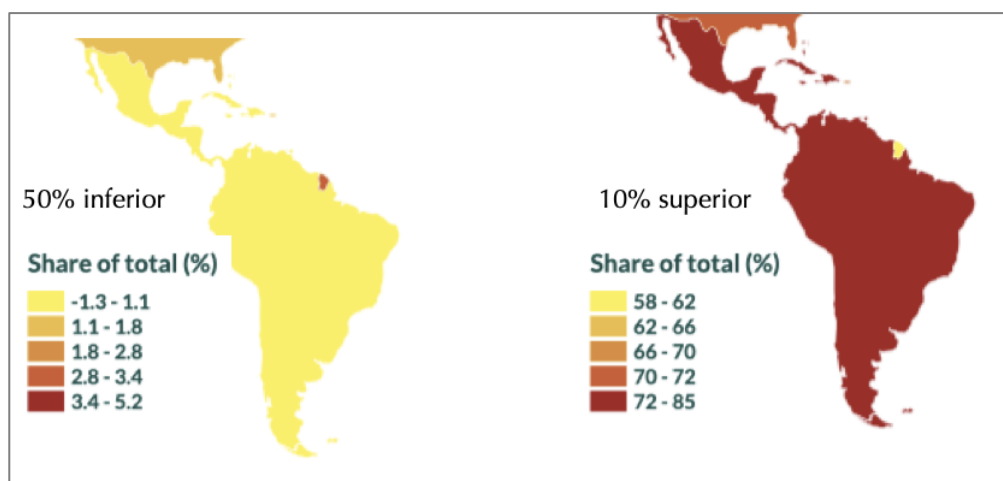 50% inferior
Share of total (%)
-1.3 - 1.1
1.1 - 1.8
1.8 - 2.8
2.8 - 3.4
3.4 - 5.2
10% superior
Share of total (%)
58 - 62
62 - 66
66 - 70
70 - 72
72 - 85